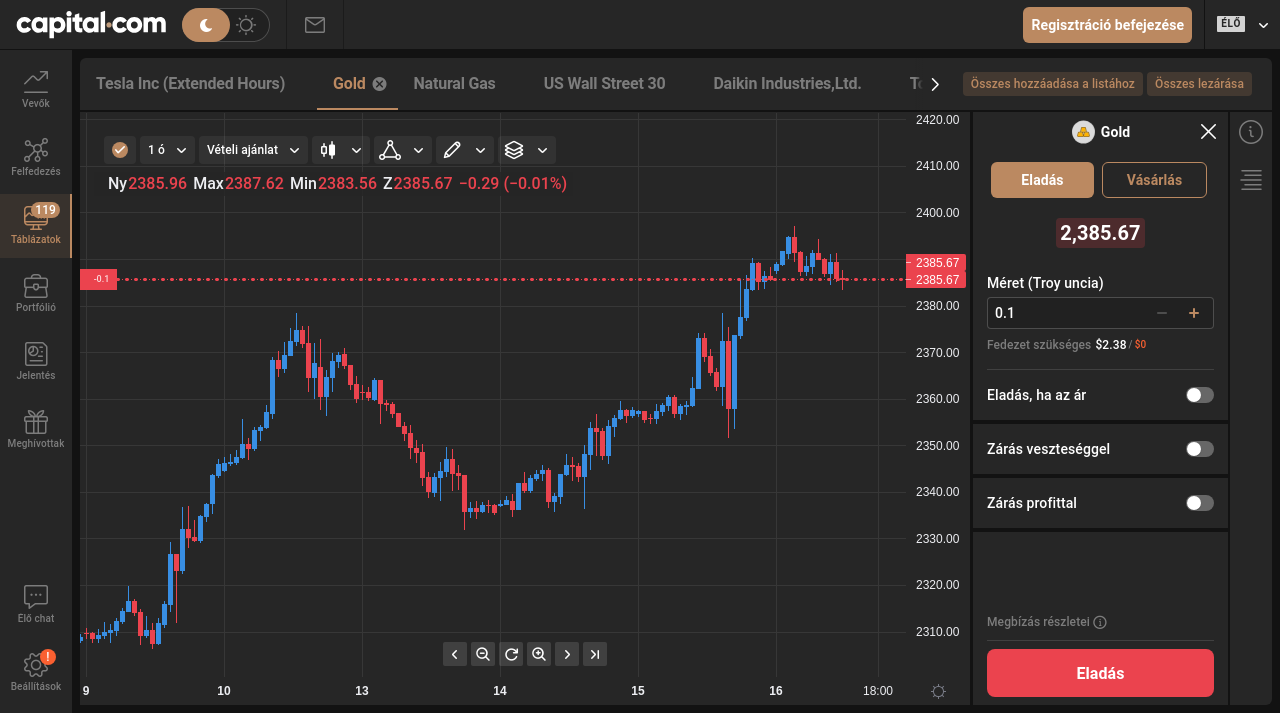 capital.com
Regisztráció befejezése
ÉLŐ
Vevők
Felfedezés
119
Táblázatok
Portfólió
Jelentés
Meghívottak
Elő chat
!
Beállítások
Tesla Inc (Extended Hours)
Gold
Natural Gas
US Wall Street 30
Daikin Industries,Ltd.
Összes hozzáadása a listához
Összes lezárása
1 ó
Vételi ajánlat
Ny2385.96 Max2387.62 Min2383.56 Z2385.67 −0.29 (−0.01%)
-0.1
2420.00
2410.00
2400.00
2385.67
2385.67
2380.00
2370.00
2360.00
2350.00
2340.00
2330.00
2320.00
2310.00
9 10 13 14 15 16 18:00
Gold
Eladás
Vásárlás
2,385.67
Méret (Troy uncia)
0.1
Fedezet szükséges $2.38 / $0
Eladás, ha az ár
Zárás veszteséggel
Zárás profittal
Megbízás részletei
Eladás